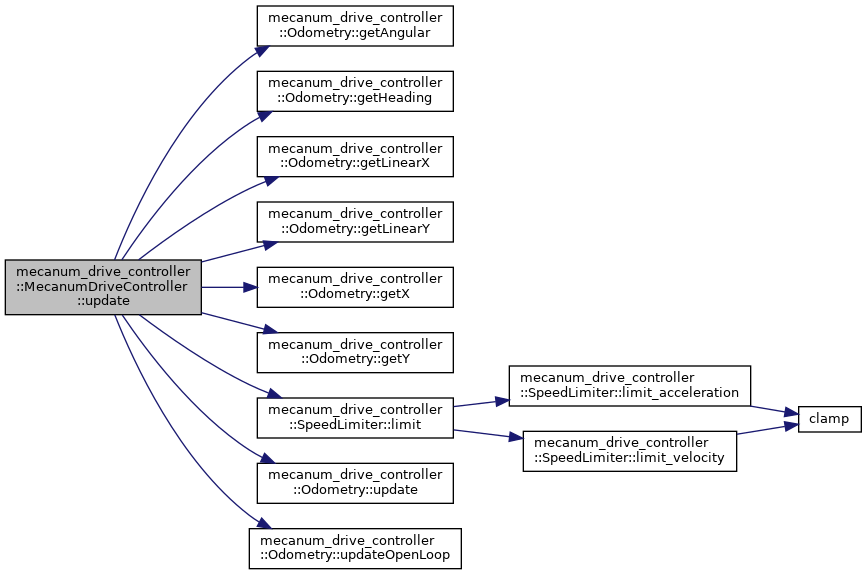 mecanum_drive_controller
::Odometry::getAngular
mecanum_drive_controller
::Odometry::getHeading
mecanum_drive_controller
::Odometry::getLinearX
mecanum_drive_controller
::Odometry::getLinearY
mecanum_drive_controller
::MecanumDriveController
::update
mecanum_drive_controller
::Odometry::getX
mecanum_drive_controller
::Odometry::getY
mecanum_drive_controller
::SpeedLimiter::limit
mecanum_drive_controller
::SpeedLimiter::limit_acceleration
mecanum_drive_controller
::SpeedLimiter::limit_velocity
clamp
mecanum_drive_controller
::Odometry::update
mecanum_drive_controller
::Odometry::updateOpenLoop